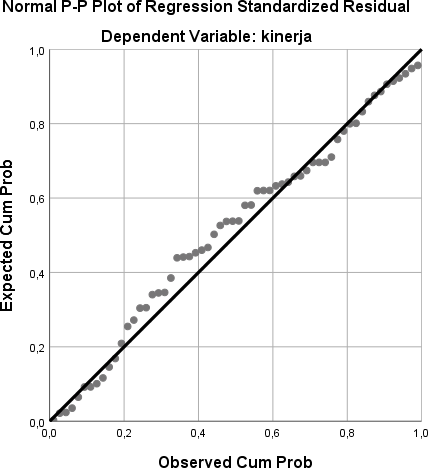 Normal P-P Plot of Regression Standardized Residual
Dependent Variable: kinerja
1,0
0,8
0,6
0,4
0,2
0,0
Expected Cum Prob
0,0 0,2 0,4 0,6 0,8 1,0
Observed Cum Prob